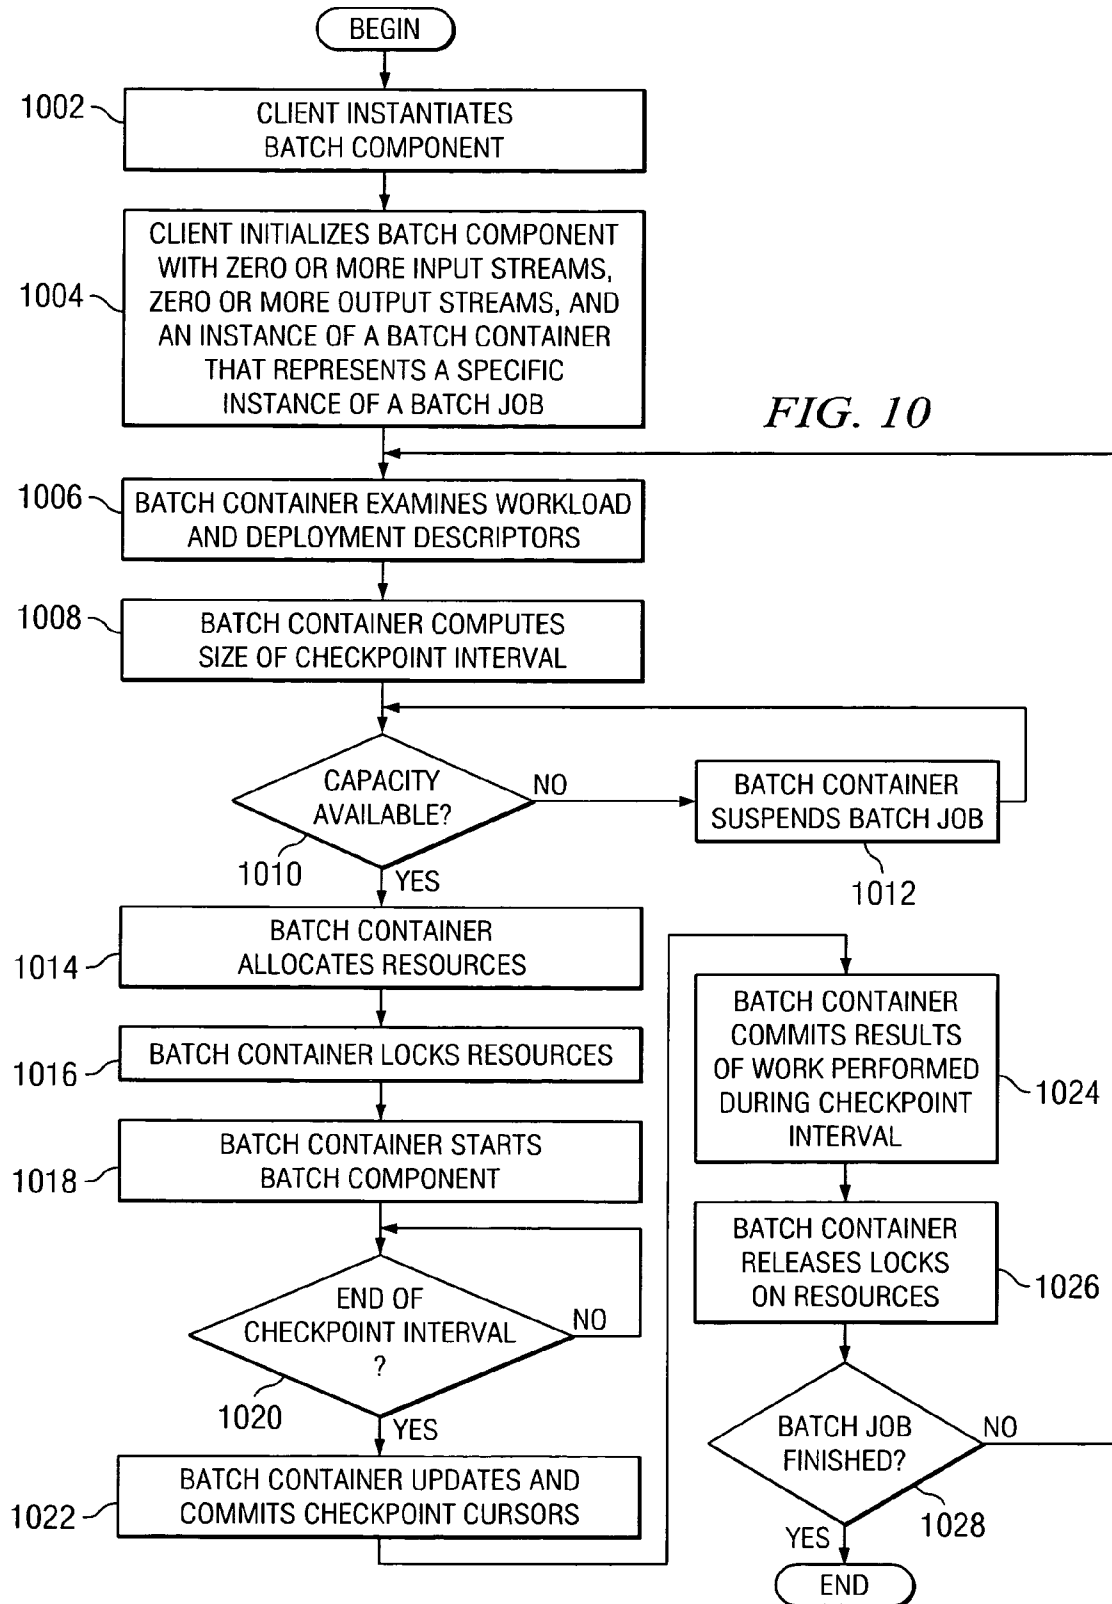 BEGIN
1002
CLIENT INSTANTIATES
BATCH COMPONENT
1004
CLIENT INITIALIZES BATCH COMPONENT
WITH ZERO OR MORE INPUT STREAMS,
ZERO OR MORE OUTPUT STREAMS, AND
AN INSTANCE OF A BATCH CONTAINER
THAT REPRESENTS A SPECIFIC
INSTANCE OF A BATCH JOB
FIG. 10
1006
BATCH CONTAINER EXAMINES WORKLOAD
AND DEPLOYMENT DESCRIPTORS
1008
BATCH CONTAINER COMPUTES
SIZE OF CHECKPOINT INTERVAL
CAPACITY
AVAILABLE?
1010
NO
BATCH CONTAINER
SUSPENDS BATCH JOB
1012
YES
1014
BATCH CONTAINER
ALLOCATES RESOURCES
1016
BATCH CONTAINER LOCKS RESOURCES
1018
BATCH CONTAINER STARTS
BATCH COMPONENT
END OF
CHECKPOINT INTERVAL
?
NO
1020
YES
1022
BATCH CONTAINER UPDATES AND
COMMITS CHECKPOINT CURSORS
BATCH CONTAINER
COMMITS RESULTS
OF WORK PERFORMED
DURING CHECKPOINT
INTERVAL
1024
BATCH CONTAINER
RELEASES LOCKS
ON RESOURCES
1026
BATCH JOB
FINISHED?
NO
1028
YES
END